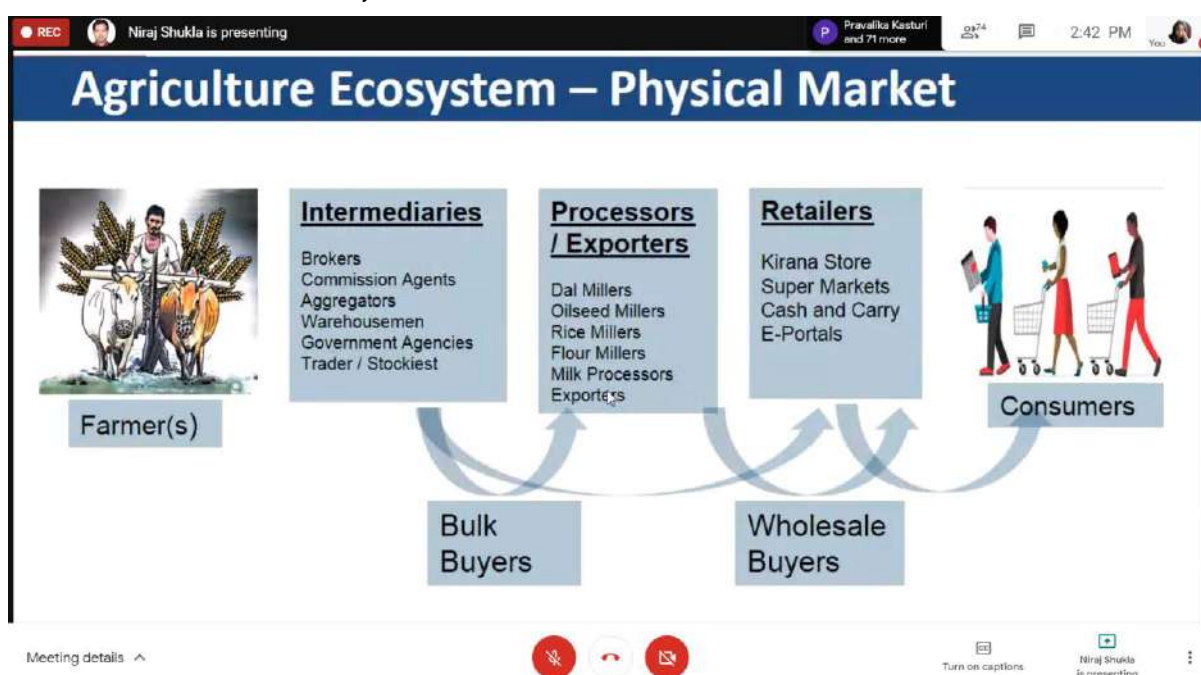 REC
Niraj Shukla is presenting
P
Pravalika Kasturi
and 71 more
74
2:42 PM
You
Agriculture Ecosystem – Physical Market
Farmer(s)
Intermediaries
Brokers
Commission Agents
Aggregators
Warehousemen
Government Agencies
Trader / Stockiest
Processors
/ Exporters
Dal Millers
Oilseed Millers
Rice Millers
Flour Millers
Milk Processors
Exporters
Retailers
Kirana Store
Super Markets
Cash and Carry
E-Portals
Consumers
Bulk
Buyers
Wholesale
Buyers
Meeting details
CC
Turn on captions
Niraj Shukla
is presenting